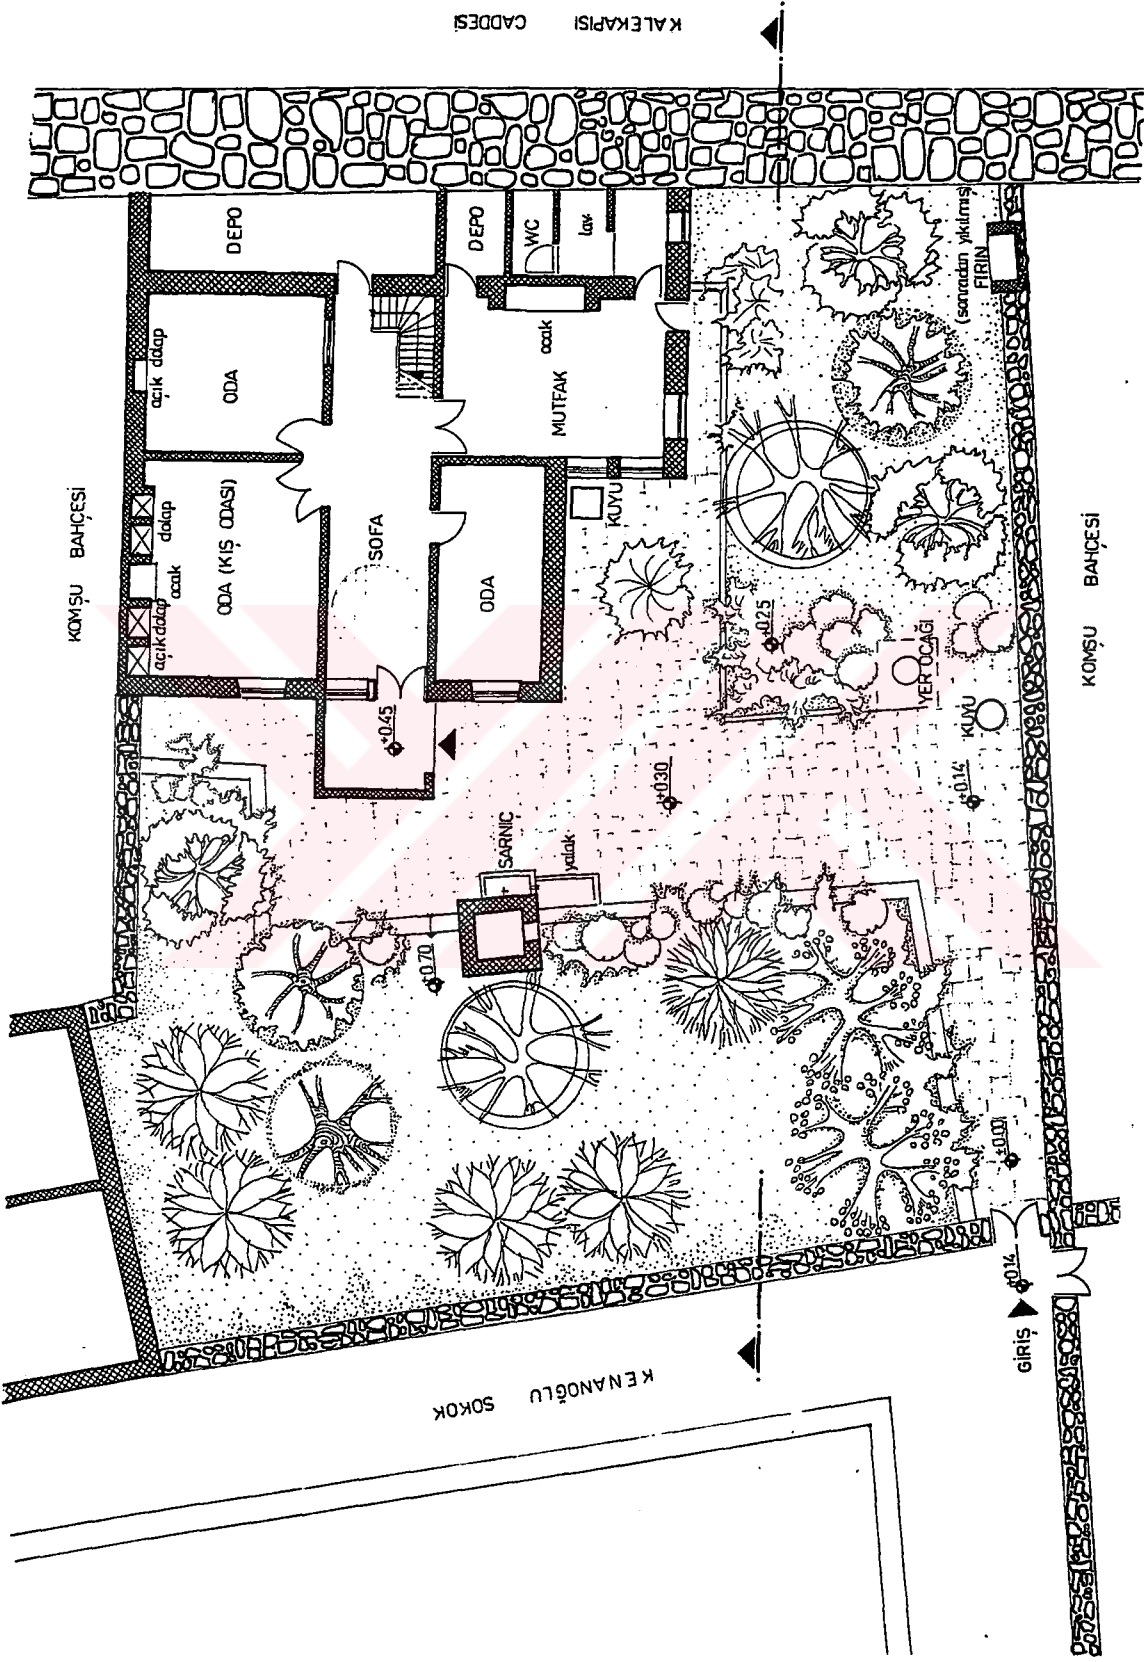 KALEKAPISI CADDESİ
DEPO
DEPO
WC
lav.
(sonradan yıkılmış)
FIRIN
açık dolap
ODA
ocak
MUTFAK
KOMŞU BAHÇESİ
dolap
ocak
açık dolap
ODA (KIŞ ODASI)
SOFA
ODA
KUYU
+0.25
YER OCAĞI
KUYU
KOMŞU BAHÇESİ
+0.45
+0.30
+0.14
SARNIÇ
yalak
+0.70
±0.00
+0.14
GİRİŞ
KENANOĞLU SOKOK